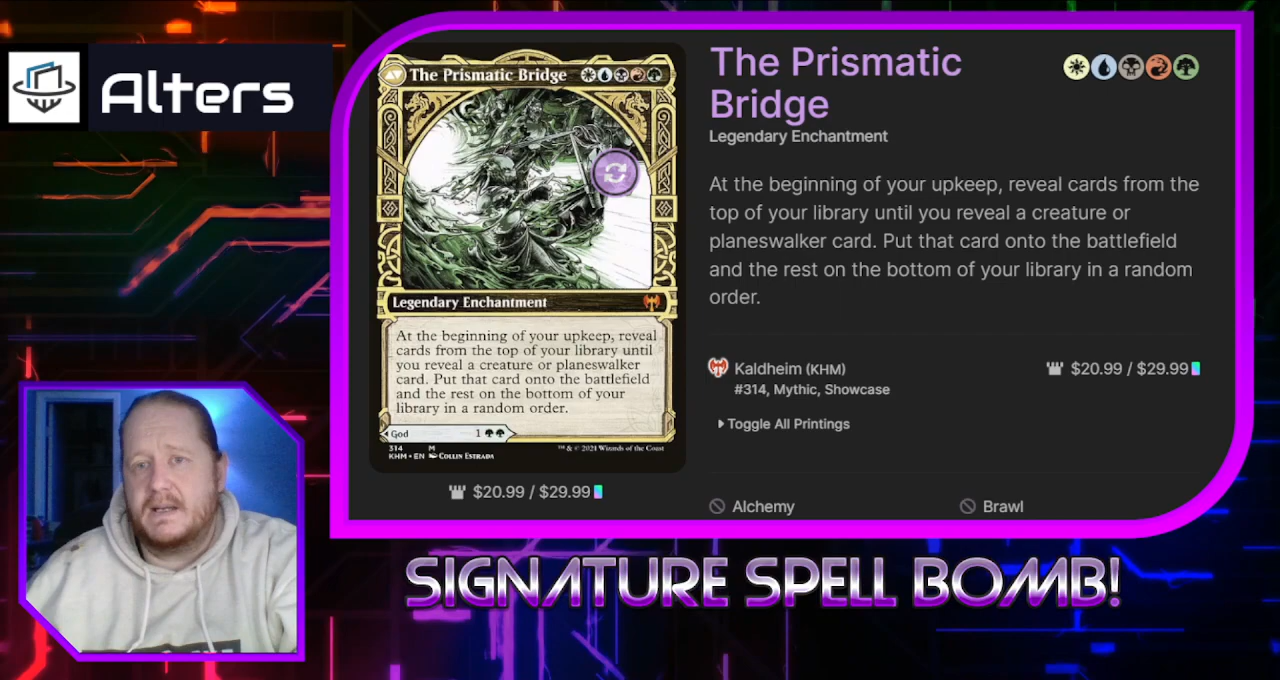 Alters
The Prismatic Bridge
Legendary Enchantment
At the beginning of your upkeep, reveal
cards from the top of your library until
you reveal a creature or planeswalker
card. Put that card onto the battlefield
and the rest on the bottom of your
library in a random order.
God 1
314 M
KHM • EN COLLIN ESTRADA
™ & © 2021 Wizards of the Coast
$20.99 / $29.99
The Prismatic
Bridge
Legendary Enchantment
At the beginning of your upkeep, reveal cards from the
top of your library until you reveal a creature or
planeswalker card. Put that card onto the battlefield
and the rest on the bottom of your library in a random
order.
Kaldheim (KHM) $20.99 / $29.99
#314, Mythic, Showcase
Toggle All Printings
Alchemy Brawl
SIGNATURE SPELL BOMB!